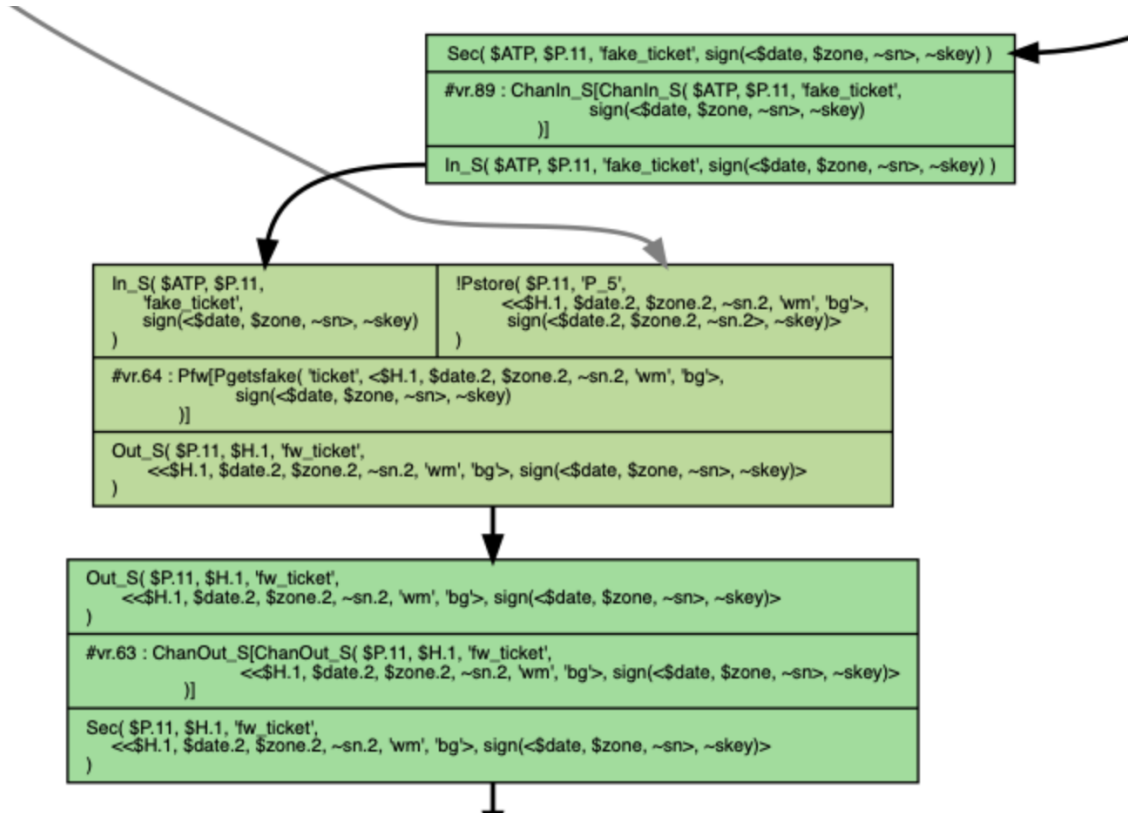 Sec( $ATP, $P.11, 'fake_ticket', sign(<$date, $zone, ~sn>, ~skey) )
#vr.89 : ChanIn_S[ChanIn_S( $ATP, $P.11, 'fake_ticket',
sign(<$date, $zone, ~sn>, ~skey)
)]
In_S( $ATP, $P.11, 'fake_ticket', sign(<$date, $zone, ~sn>, ~skey) )
In_S( $ATP, $P.11,
'fake_ticket',
sign(<$date, $zone, ~sn>, ~skey)
)
!Pstore( $P.11, 'P_5',
<<$H.1, $date.2, $zone.2, ~sn.2, 'wm', 'bg'>,
sign(<$date.2, $zone.2, ~sn.2>, ~skey)>
)
#vr.64 : Pfw[Pgetsfake( 'ticket', <$H.1, $date.2, $zone.2, ~sn.2, 'wm', 'bg'>,
sign(<$date, $zone, ~sn>, ~skey)
)]
Out_S( $P.11, $H.1, 'fw_ticket',
<<$H.1, $date.2, $zone.2, ~sn.2, 'wm', 'bg'>, sign(<$date, $zone, ~sn>, ~skey)>
)
Out_S( $P.11, $H.1, 'fw_ticket',
<<$H.1, $date.2, $zone.2, ~sn.2, 'wm', 'bg'>, sign(<$date, $zone, ~sn>, ~skey)>
)
#vr.63 : ChanOut_S[ChanOut_S( $P.11, $H.1, 'fw_ticket',
<<$H.1, $date.2, $zone.2, ~sn.2, 'wm', 'bg'>, sign(<$date, $zone, ~sn>, ~skey)>
)]
Sec( $P.11, $H.1, 'fw_ticket',
<<$H.1, $date.2, $zone.2, ~sn.2, 'wm', 'bg'>, sign(<$date, $zone, ~sn>, ~skey)>
)